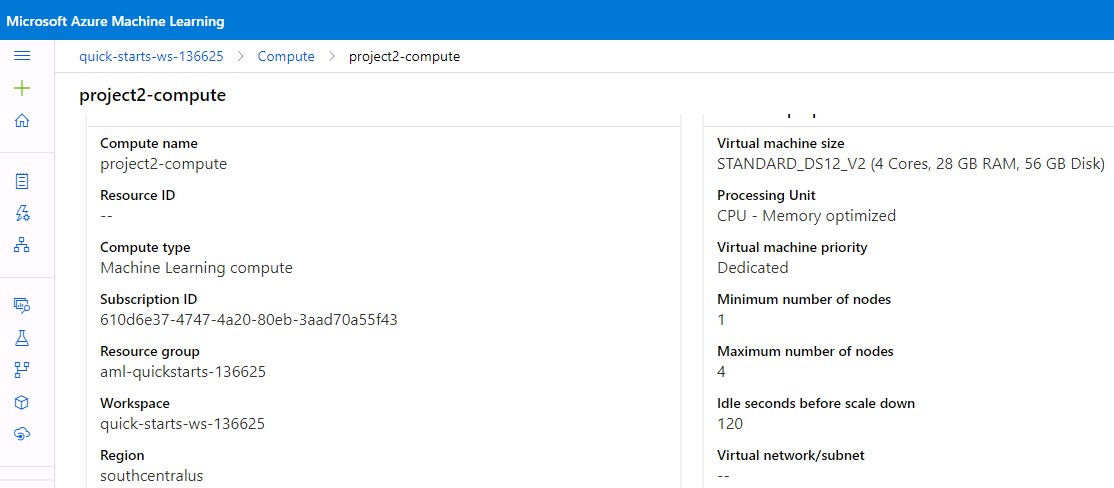 Microsoft Azure Machine Learning
quick-starts-ws-136625 > Compute > project2-compute
project2-compute
Compute name
project2-compute
Resource ID
--
Compute type
Machine Learning compute
Subscription ID
610d6e37-4747-4a20-80eb-3aad70a55f43
Resource group
aml-quickstarts-136625
Workspace
quick-starts-ws-136625
Region
southcentralus
Virtual machine size
STANDARD_DS12_V2 (4 Cores, 28 GB RAM, 56 GB Disk)
Processing Unit
CPU - Memory optimized
Virtual machine priority
Dedicated
Minimum number of nodes
1
Maximum number of nodes
4
Idle seconds before scale down
120
Virtual network/subnet
--